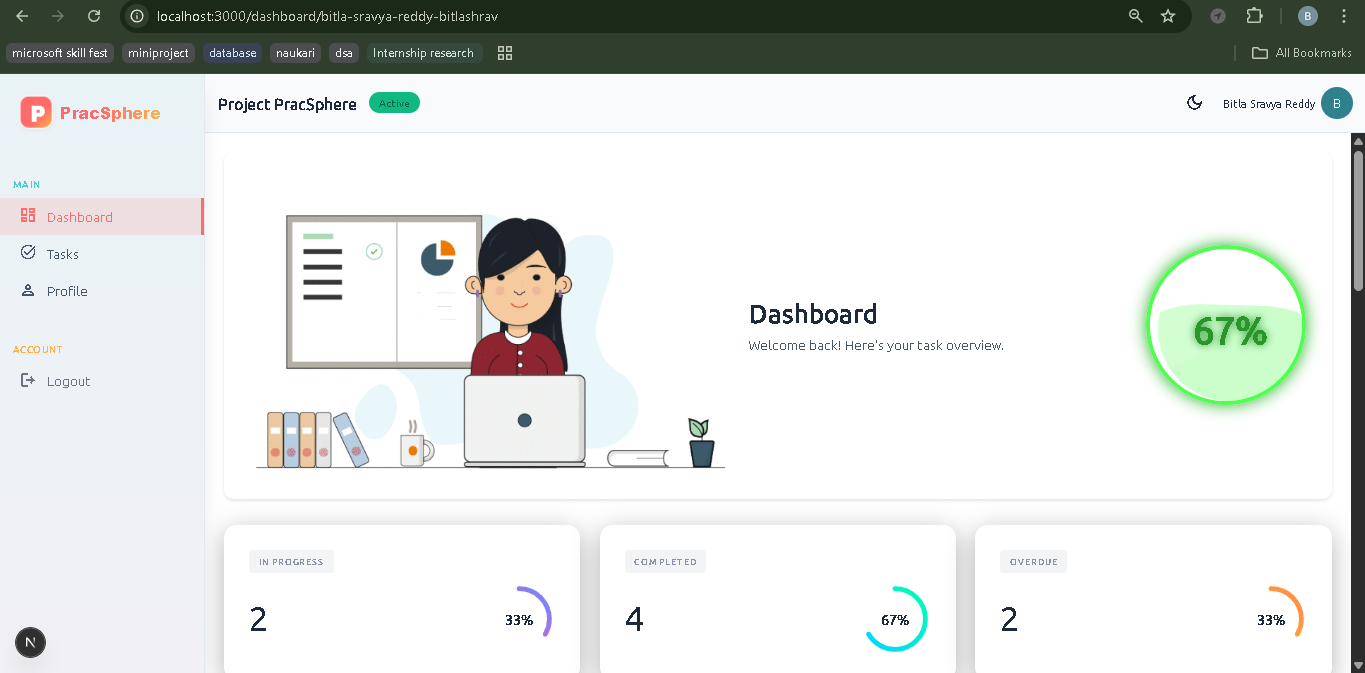 localhost:3000/dashboard/bitla-sravya-reddy-bitlashrav
B
microsoft skill fest
miniproject
database
naukari
dsa
Internship research
All Bookmarks
P PracSphere
Project PracSphere
Active
Bitla Sravya Reddy
B
MAIN
Dashboard
Tasks
Profile
ACCOUNT
Logout
Dashboard
Welcome back! Here's your task overview.
67%
IN PROGRESS
2
33%
COMPLETED
4
67%
OVERDUE
2
33%
N